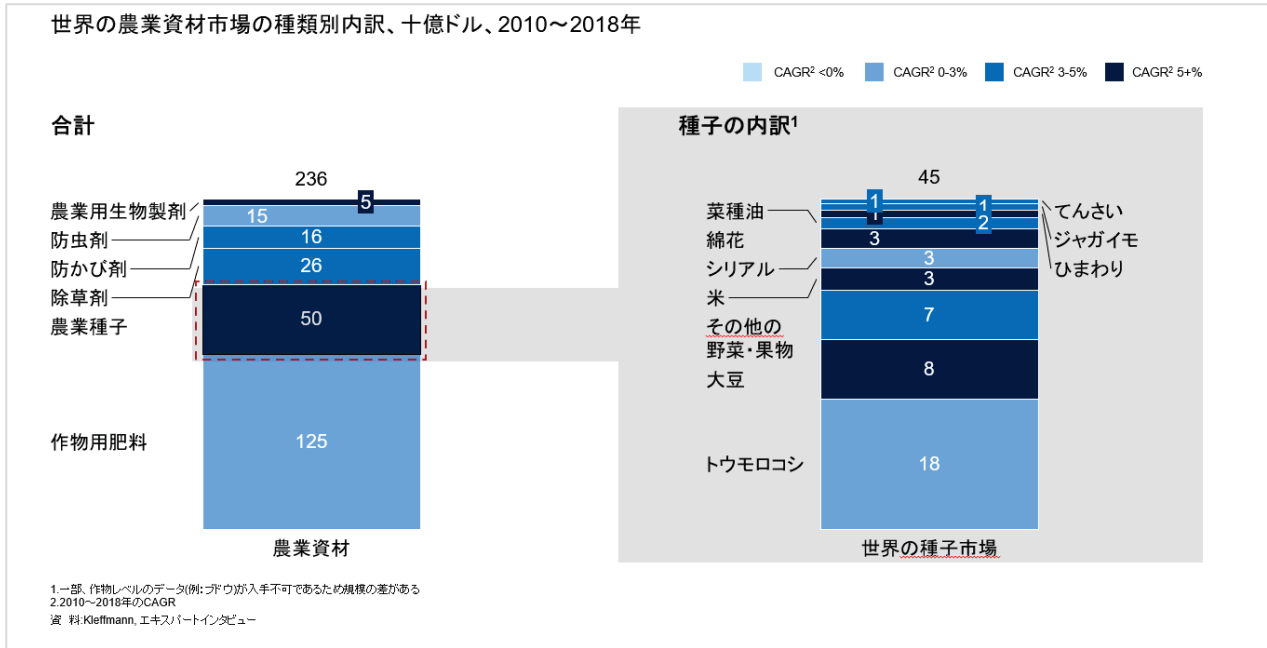 世界の農業資材市場の種類別内訳、十億ドル、2010～2018年
CAGR² <0%
CAGR² 0-3%
CAGR² 3-5%
CAGR² 5+%
合計
236
農業用生物製剤
防虫剤
防かび剤
除草剤
農業種子
作物用肥料
5
15
16
26
50
125
農業資材
種子の内訳¹
45
菜種油
綿花
シリアル
米
その他の
野菜・果物
大豆
トウモロコシ
1
1
1
2
3
3
3
7
8
18
てんさい
ジャガイモ
ひまわり
世界の種子市場
1.一部、作物レベルのデータ(例:ブドウ)が入手不可であるため規模の差がある
2.2010～2018年のCAGR
資 料:Kleffmann, エキスパートインタビュー